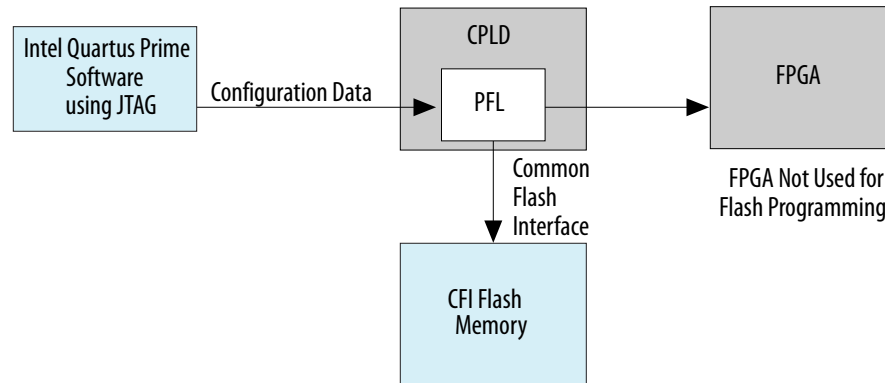 Intel Quartus Prime
Software
using JTAG
Configuration Data
CPLD
PFL
Common
Flash
Interface
CFI Flash
Memory
FPGA
FPGA Not Used for
Flash Programming